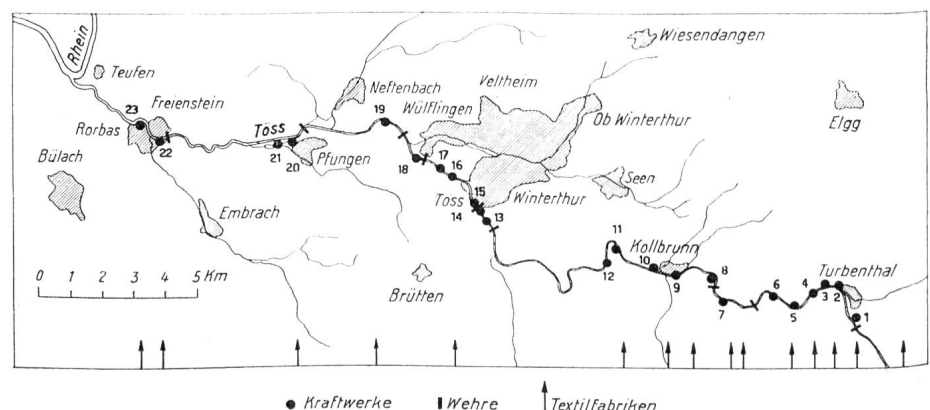 Rhein
Teufen
Wiesendangen
Neftenbach
Veltheim
Wülflingen
Freienstein
23
19
Rorbas
Töss
Ob Winterthur
Elgg
22
21
20
Pfungen
Bülach
18
17
16
Seen
15
Töss
14
13
Winterthur
Embrach
11
Kollbrunn
12
10
9
8
7
6
5
4
3
2
1
Turbenthal
0 1 2 3 4 5 Km
Brütten
Kraftwerke Wehre Textilfabriken